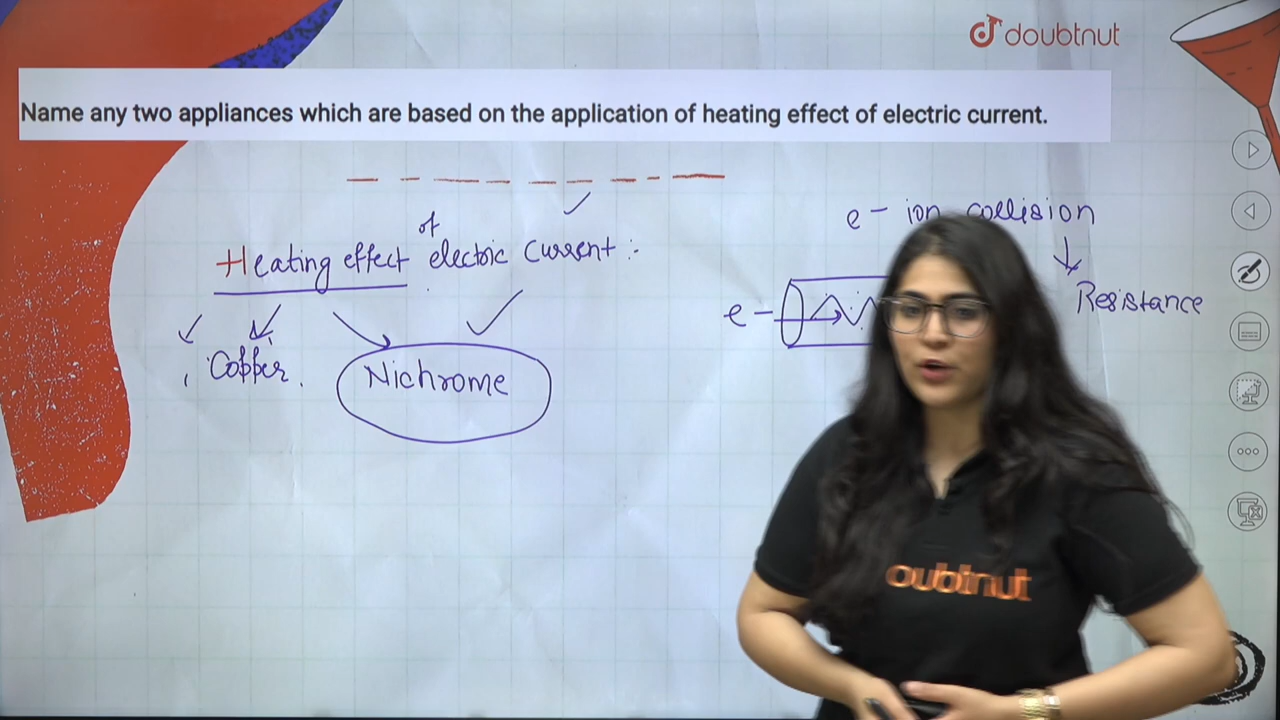 doubtnut
Name any two appliances which are based on the application of heating effect of electric current.
e- ion collision
Heating effect of electric current :-
Resistance
e-
Copper
Nichrome
oubtnut